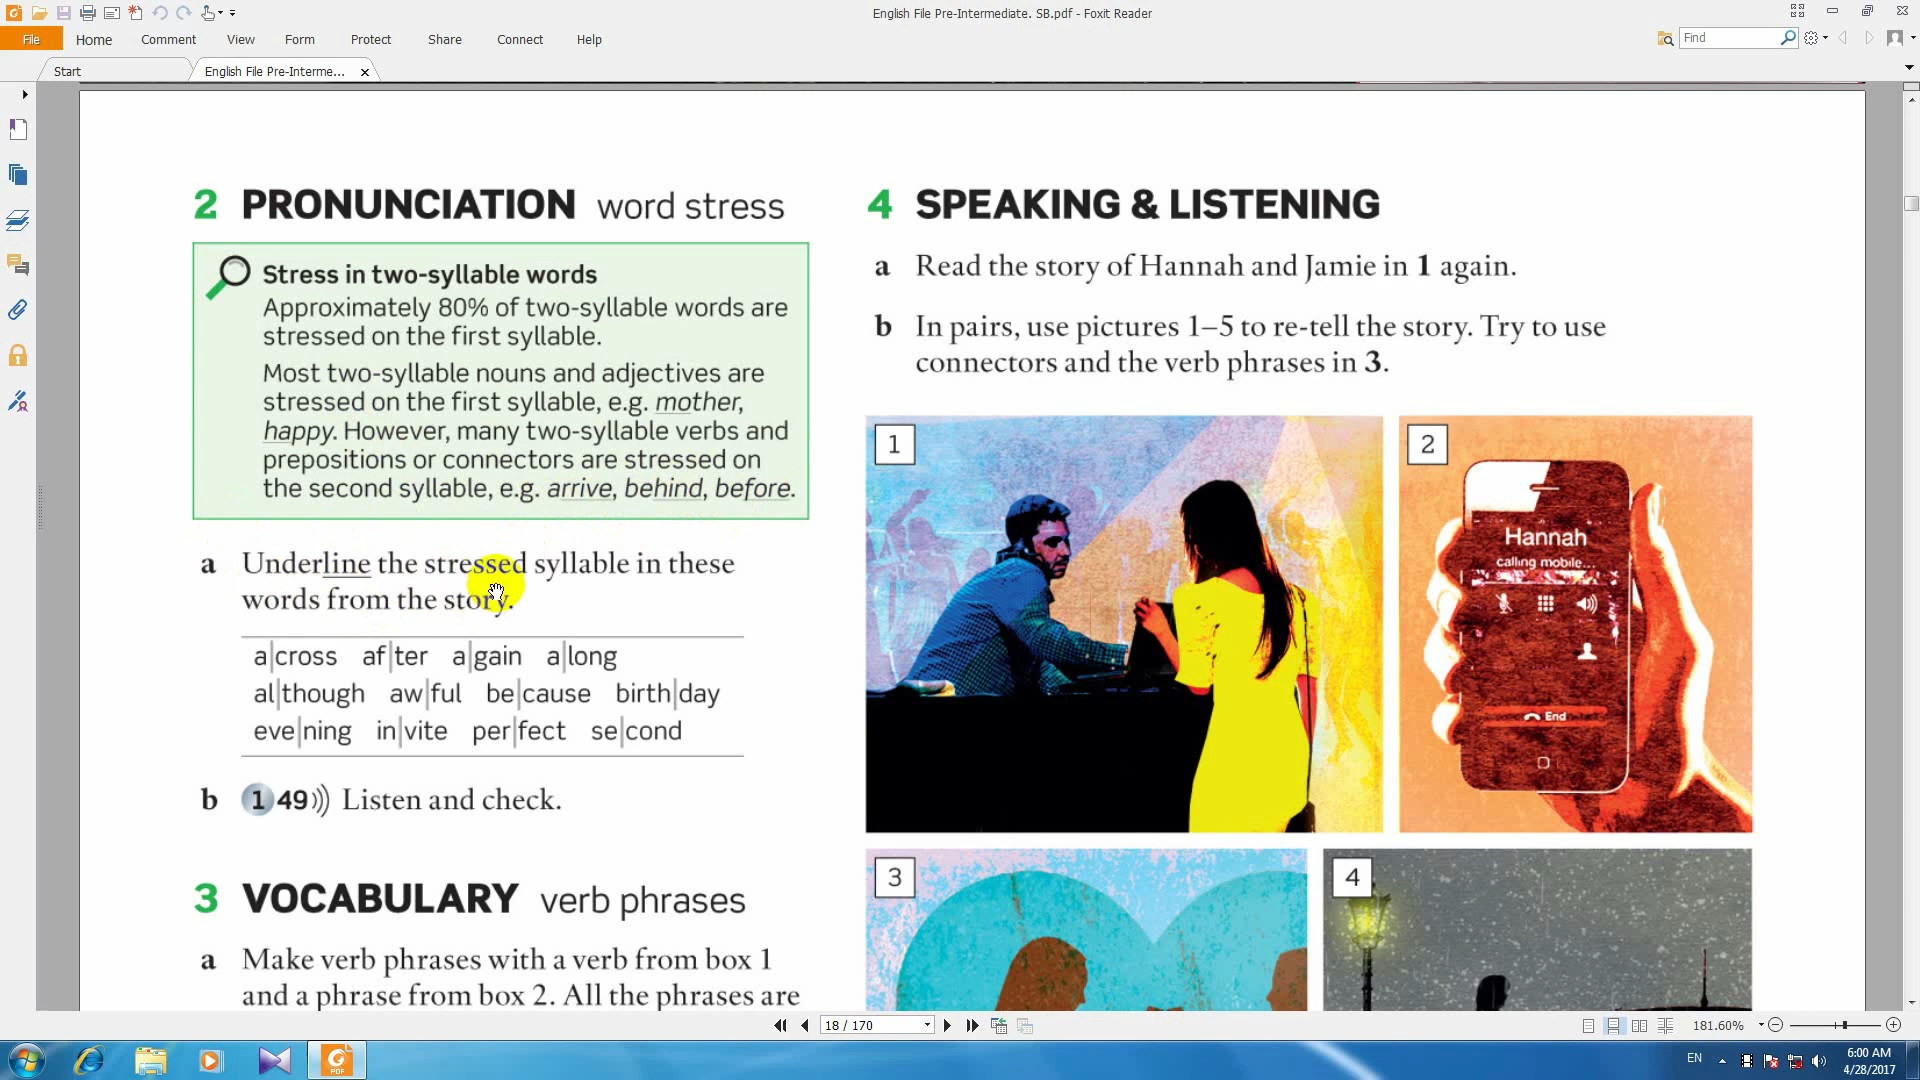 English File Pre-Intermediate. SB.pdf - Foxit Reader
File Home Comment View Form Protect Share Connect Help
Find
Start
English File Pre-Interme...
2 PRONUNCIATION word stress
Stress in two-syllable words
Approximately 80% of two-syllable words are
stressed on the first syllable.
Most two-syllable nouns and adjectives are
stressed on the first syllable, e.g. mother,
happy. However, many two-syllable verbs and
prepositions or connectors are stressed on
the second syllable, e.g. arrive, behind, before.
a Underline the stressed syllable in these
words from the story.
a|cross af|ter a|gain a|long
al|though aw|ful be|cause birth|day
eve|ning in|vite per|fect se|cond
b 1 49 Listen and check.
3 VOCABULARY verb phrases
a Make verb phrases with a verb from box 1
and a phrase from box 2. All the phrases are
4 SPEAKING & LISTENING
a Read the story of Hannah and Jamie in 1 again.
b In pairs, use pictures 1–5 to re-tell the story. Try to use
connectors and the verb phrases in 3.
1
2
Hannah
calling mobile...
End
3
4
18 / 170
181.60%
PDF
EN
6:00 AM
4/28/2017